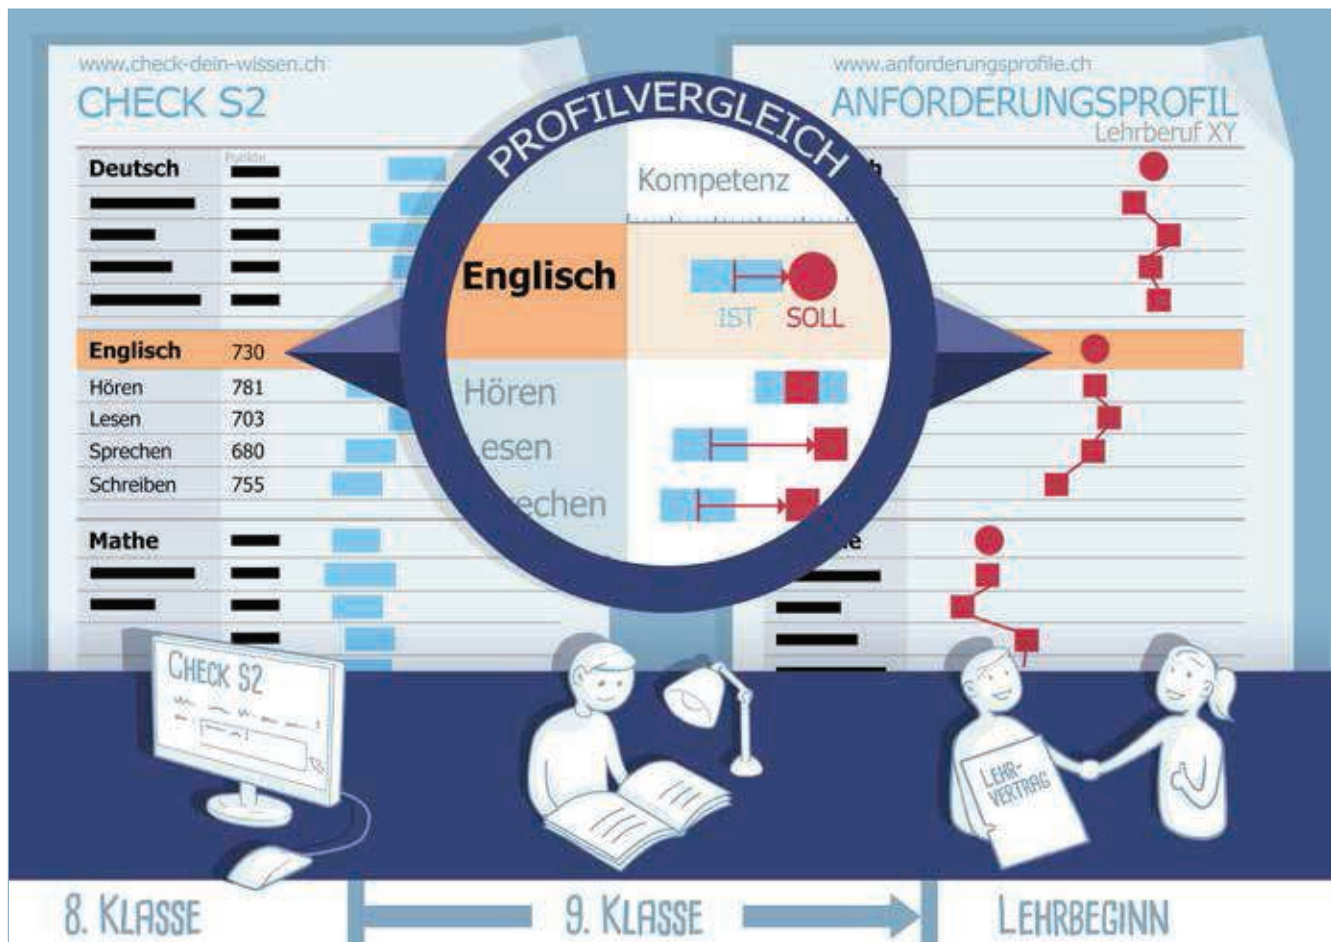 www.check-dein-wissen.ch
CHECK S2
www.anforderungsprofile.ch
ANFORDERUNGSPROFIL
Lehrberuf XY
PROFILVERGLEICH
Deutsch
Punkte
Englisch 730
Hören 781
Lesen 703
Sprechen 680
Schreiben 755
Mathe
Kompetenz
Englisch
IST SOLL
Hören
esen
rechen
h
e
CHECK S2
LEHR-
VERTRAG
8. KLASSE
9. KLASSE
LEHRBEGINN